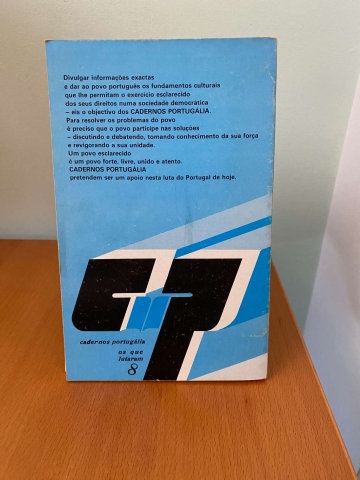 Divulgar informações exactas
e dar ao povo português os fundamentos culturais
que lhe permitam o exercício esclarecido
dos seus direitos numa sociedade democrática
– eis o objectivo dos CADERNOS PORTUGÁLIA.
Para resolver os problemas do povo
é preciso que o povo participe nas soluções
– discutindo e debatendo, tomando conhecimento da sua força
e revigorando a sua unidade.
Um povo esclarecido
é um povo forte, livre, unido e atento.
CADERNOS PORTUGÁLIA
pretendem ser um apoio nesta luta do Portugal de hoje.
cp
cadernos portugália
os que
lutaram
8